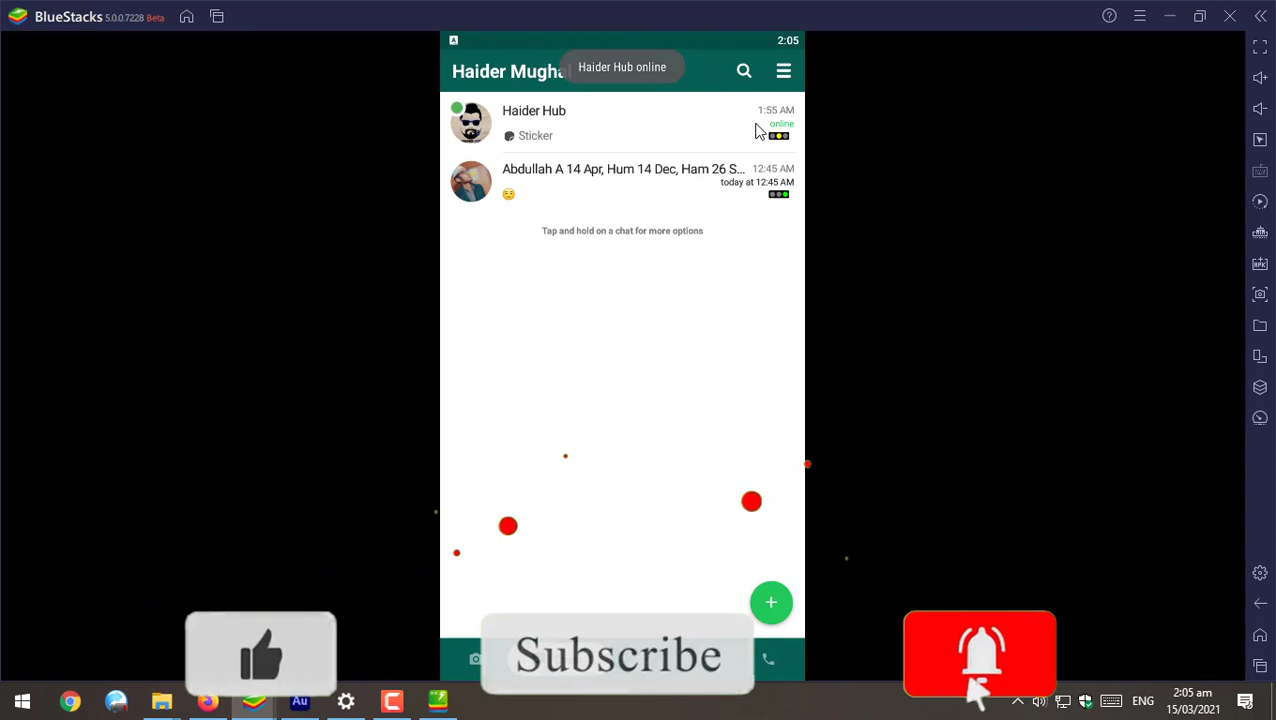 BlueStacks 5.0.0.7228 Beta
A 2:05
Haider Mugha
Haider Hub online
Haider Hub 1:55 AM
online
Sticker
Abdullah A 14 Apr, Hum 14 Dec, Ham 26 S... 12:45 AM
today at 12:45 AM
Tap and hold on a chat for more options
Subscribe
Au
2:05 am
15/03/2021